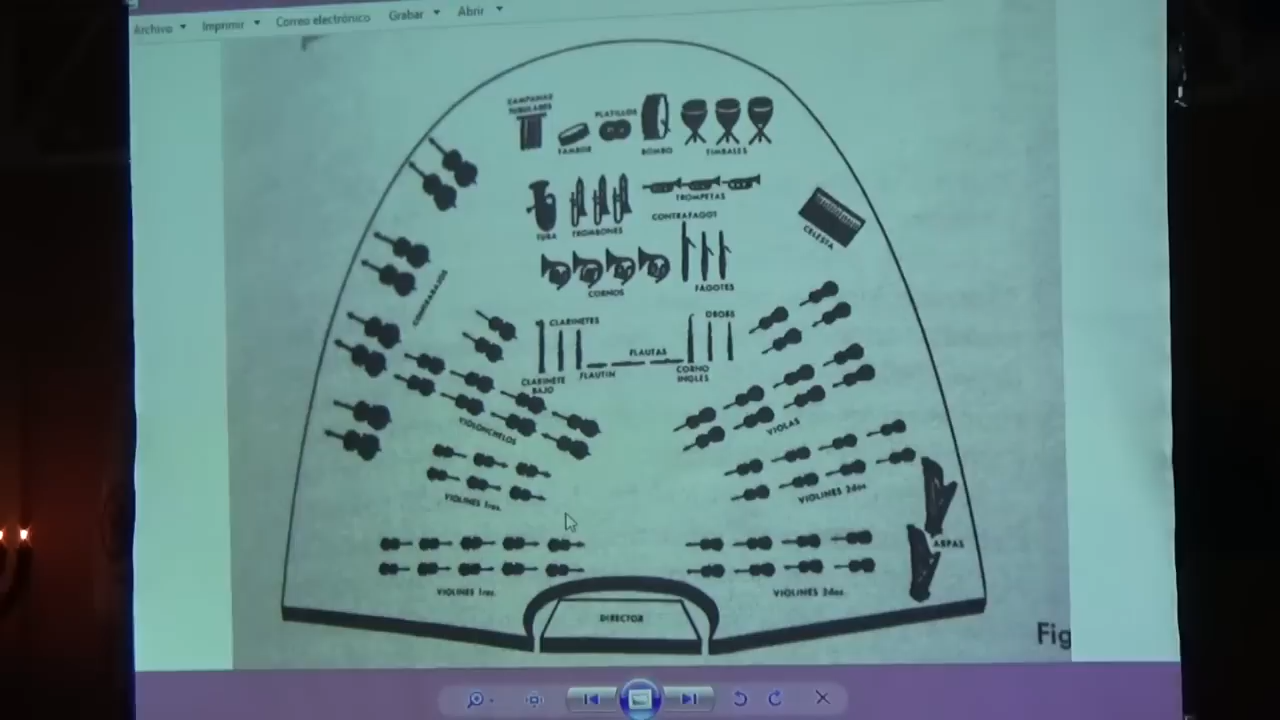 Archivo
Imprimir
Correo electrónico
Grabar
Abrir
CAMPANAS
TUBULARES
PLATILLOS
TAMBOR
BOMBO
TIMBALES
TROMPETAS
TUBA
TROMBONES
CONTRAFAGOT
CELESTA
CORNOS
FAGOTES
CONTRABAJOS
CLARINETES
OBOES
FLAUTAS
CLARINETE
BAJO
FLAUTIN
CORNO
INGLES
VIOLONCHELOS
VIOLAS
VIOLINES 1ros.
VIOLINES 2dos
ARPAS
VIOLINES 1ros.
VIOLINES 2dos.
DIRECTOR
Fig